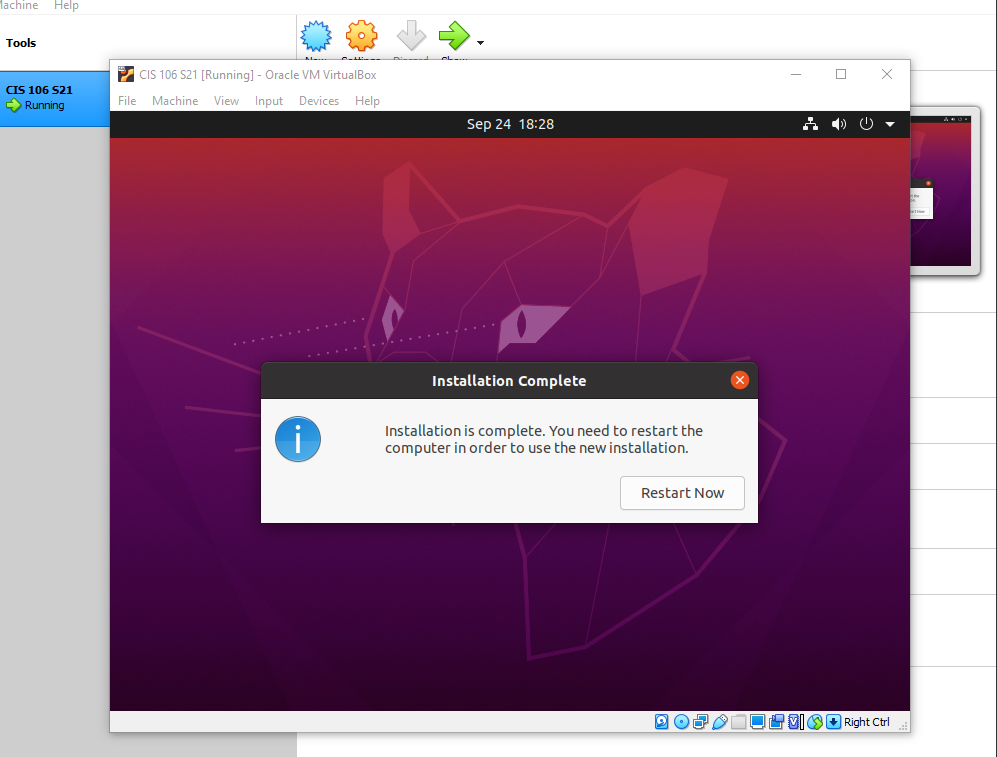 Machine Help
Tools
New Settings Discard Show
CIS 106 S21
Running
CIS 106 S21 [Running] - Oracle VM VirtualBox
File Machine View Input Devices Help
Sep 24 18:28
Installation Complete
Installation is complete. You need to restart the
computer in order to use the new installation.
Restart Now
Right Ctrl